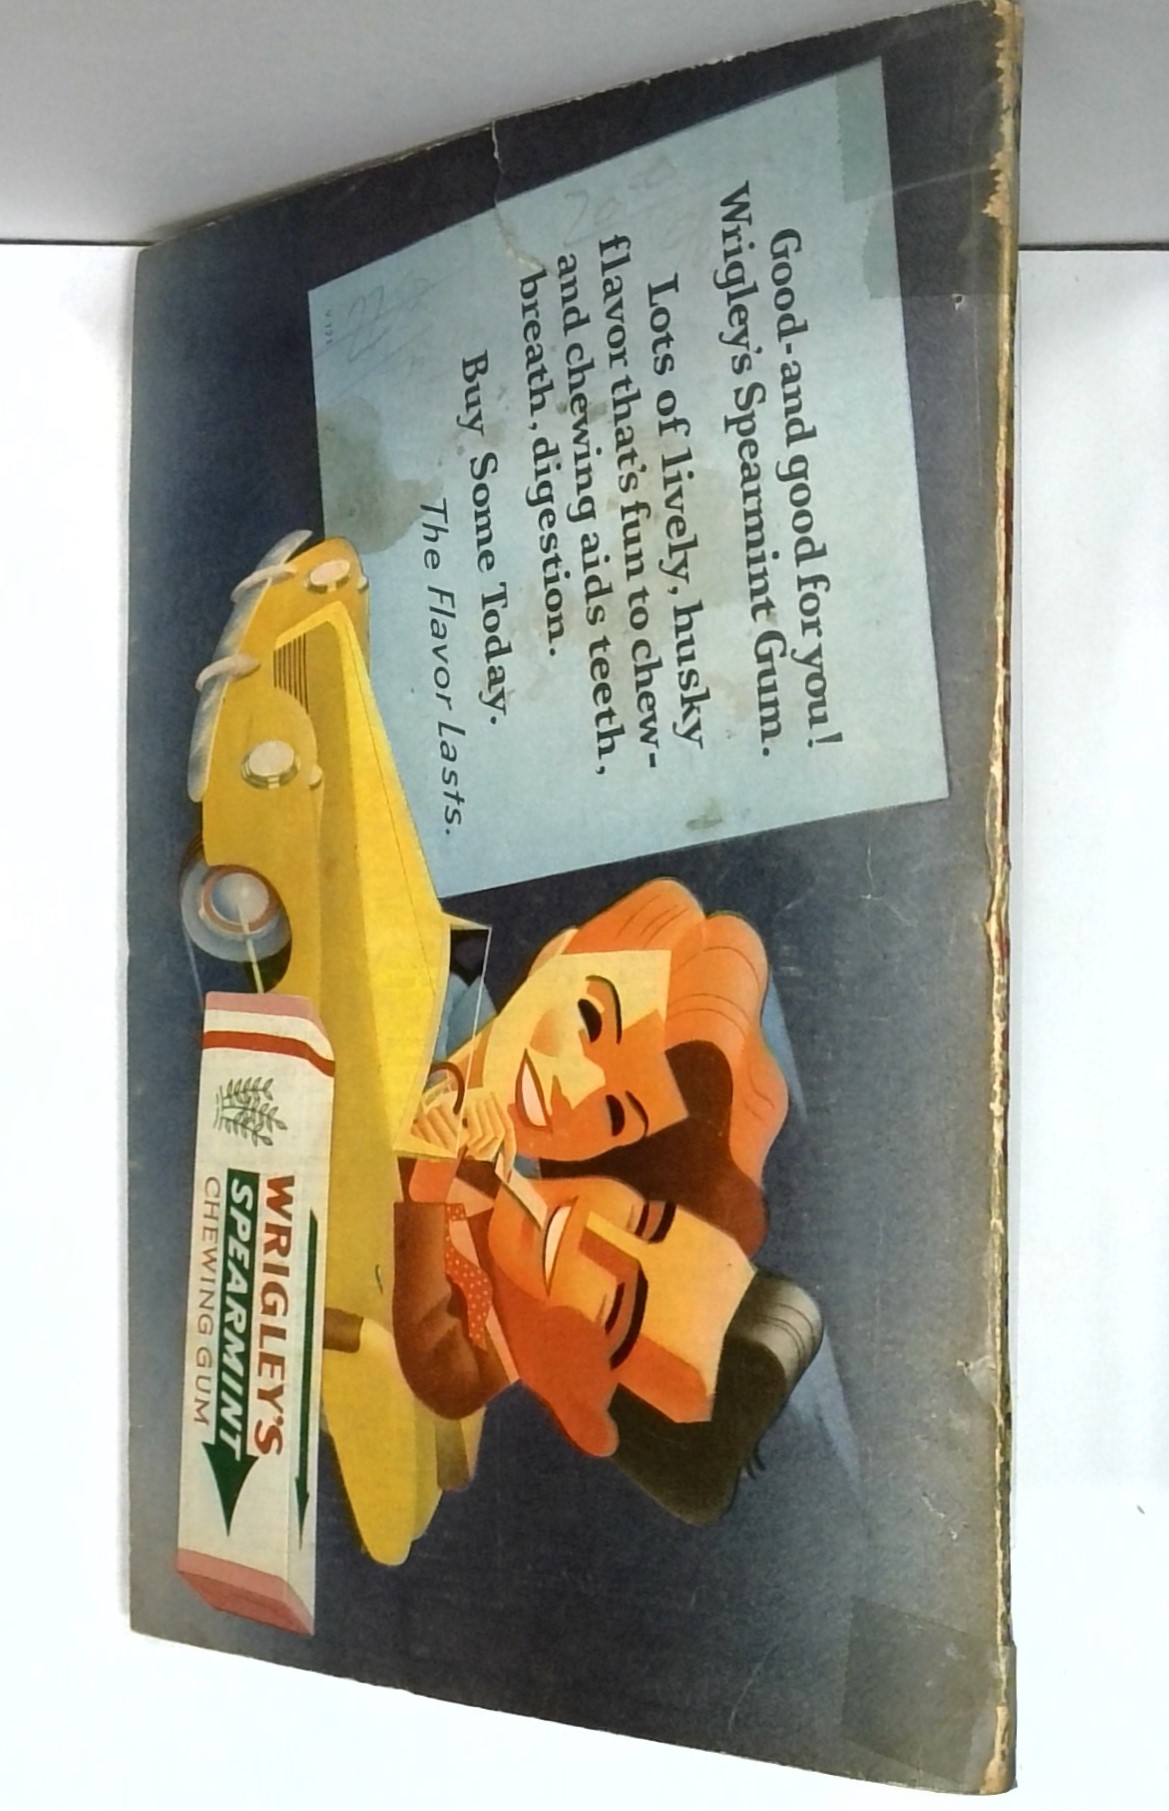 Good-and good for you!
Wrigley's Spearmint Gum.
Lots of lively, husky
flavor that's fun to chew-
and chewing aids teeth,
breath, digestion.
Buy Some Today.
The Flavor Lasts.
WRIGLEY'S
SPEARMINT
CHEWING GUM